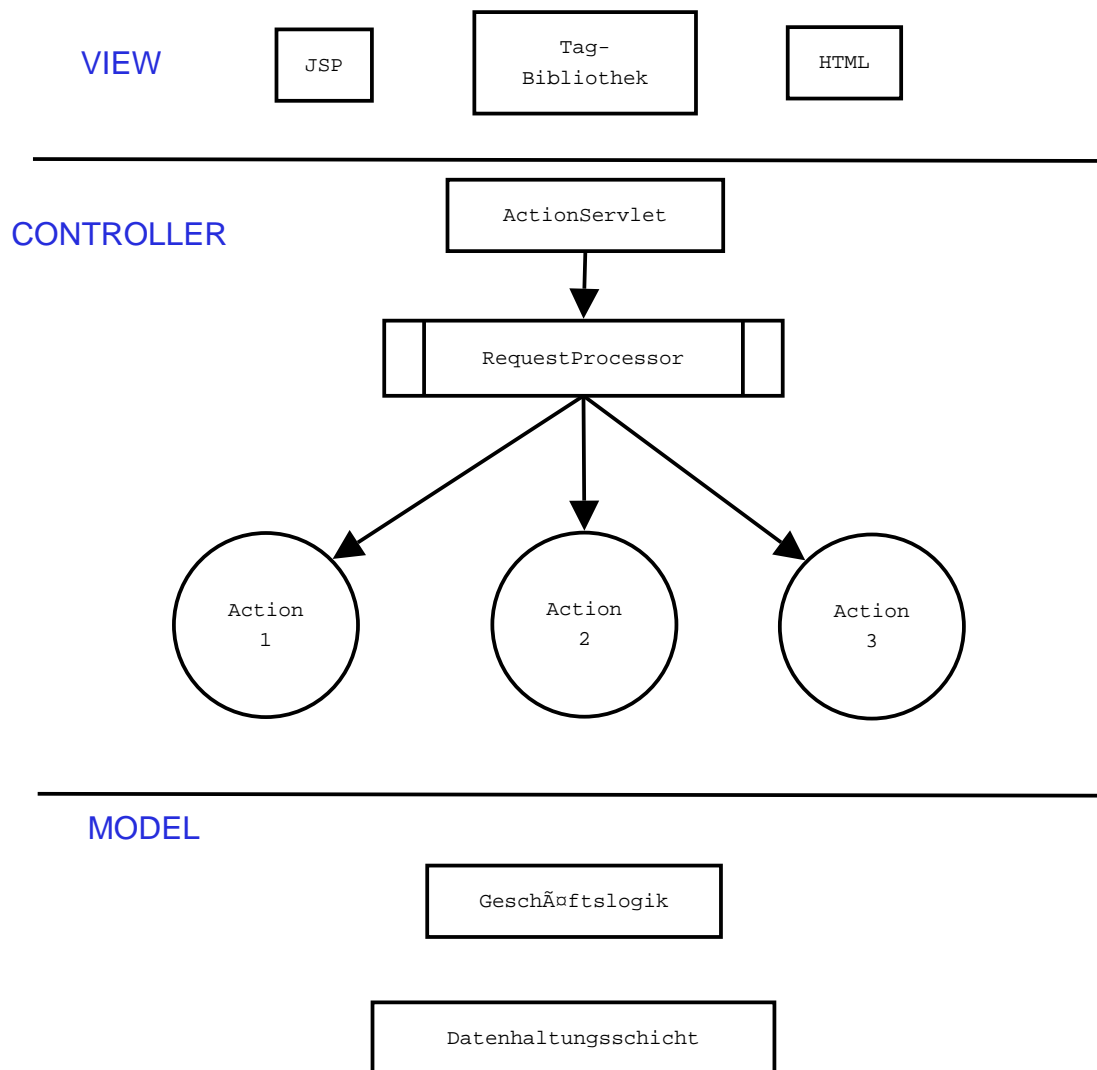 VIEW
JSP
Tag-
Bibliothek
HTML
CONTROLLER
ActionServlet
RequestProcessor
Action
1
Action
2
Action
3
MODEL
GeschÃ¤ftslogik
Datenhaltungsschicht